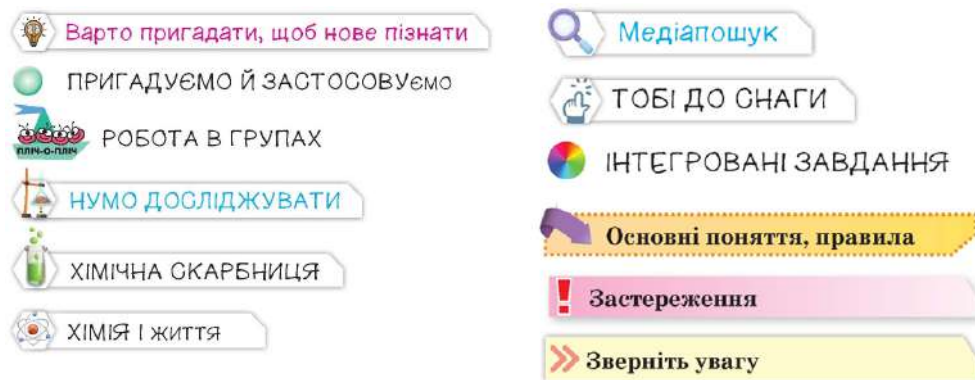 Варто пригадати, щоб нове пізнати
ПРИГАДУЄМО Й ЗАСТОСОВУЄМО
ПЛІЧ-О-ПЛІЧ
РОБОТА В ГРУПАХ
НУМО ДОСЛІДЖУВАТИ
ХІМІЧНА СКАРБНИЦЯ
ХІМІЯ І ЖИТТЯ
Медіапошук
ТОБІ ДО СНАГИ
ІНТЕГРОВАНІ ЗАВДАННЯ
Основні поняття, правила
Застереження
Зверніть увагу